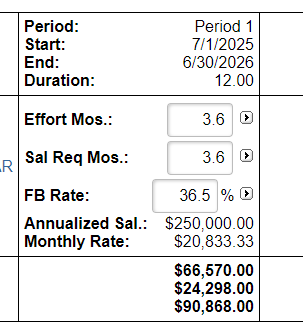 Period: Period 1
Start: 7/1/2025
End: 6/30/2026
Duration: 12.00
Effort Mos.: 3.6
AR Sal Req Mos.: 3.6
FB Rate: 36.5 %
Annualized Sal.: $250,000.00
Monthly Rate: $20,833.33
$66,570.00
$24,298.00
$90,868.00